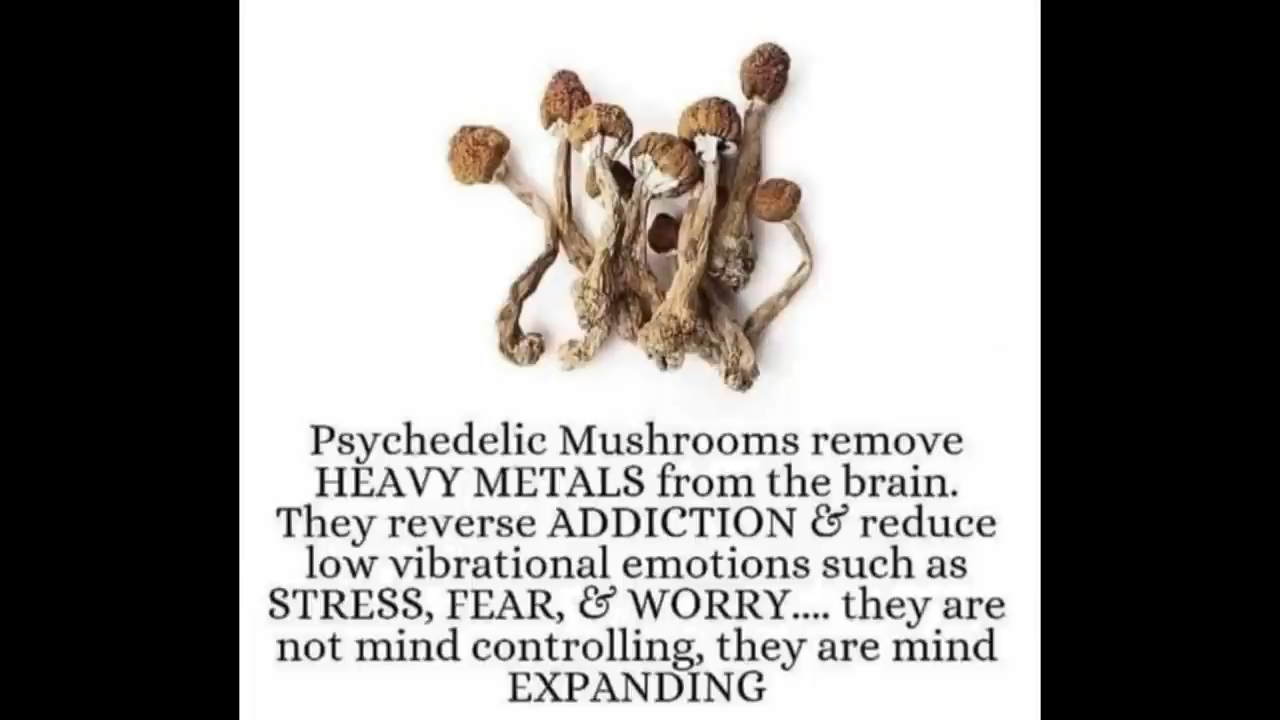 Psychedelic Mushrooms remove
HEAVY METALS from the brain.
They reverse ADDICTION & reduce
low vibrational emotions such as
STRESS, FEAR, & WORRY.... they are
not mind controlling, they are mind
EXPANDING